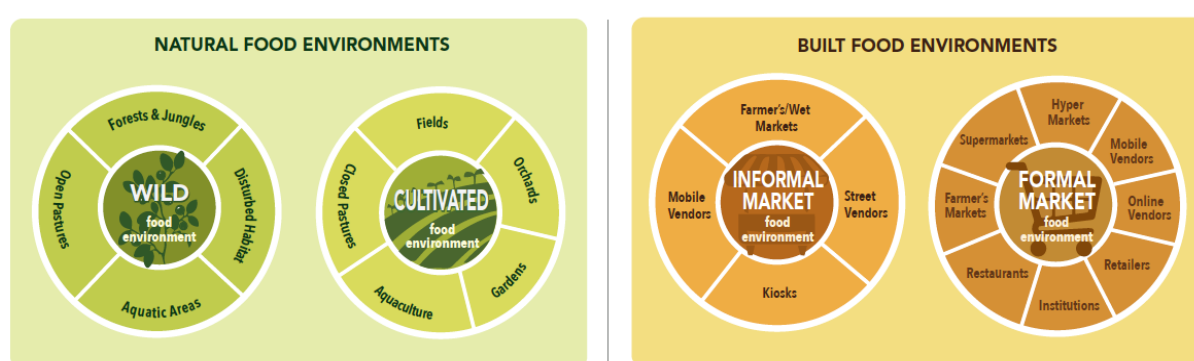 NATURAL FOOD ENVIRONMENTS
Forests & Jungles
Open Pastures
WILD
food
environment
Disturbed Habitat
Aquatic Areas
Fields
Closed Pastures
Orchards
CULTIVATED
food
environment
Aquaculture
Gardens
BUILT FOOD ENVIRONMENTS
Farmer's/Wet
Markets
Mobile
Vendors
INFORMAL
MARKET
food
environment
Street
Vendors
Kiosks
Hyper
Markets
Supermarkets
Mobile
Vendors
Farmer's
Markets
FORMAL
MARKET
food
environment
Online
Vendors
Restaurants
Retailers
Institutions